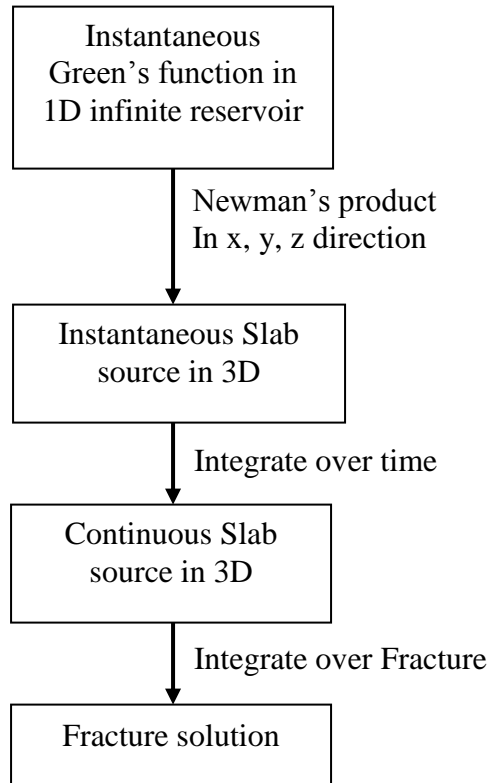 Instantaneous
Green's function in
1D infinite reservoir
Newman's product
In x, y, z direction
Instantaneous Slab
source in 3D
Integrate over time
Continuous Slab
source in 3D
Integrate over Fracture
Fracture solution